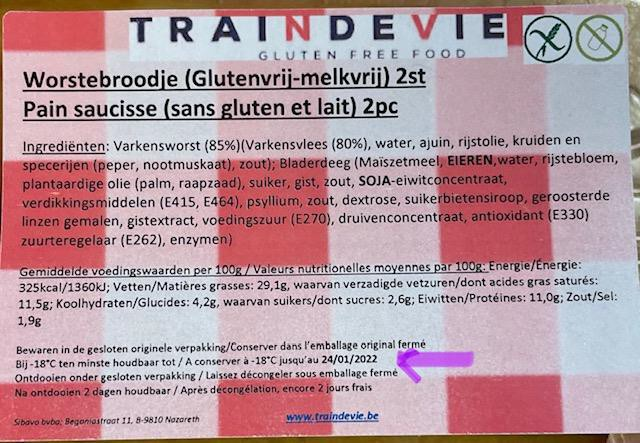 TRAINDEVIE
GLUTEN FREE FOOD
Worstebroodje (Glutenvrij-melkvrij) 2st
Pain saucisse (sans gluten et lait) 2pc
Ingrediënten: Varkensworst (85%)(Varkensvlees (80%), water, ajuin, rijstolie, kruiden en
specerijen (peper, nootmuskaat), zout); Bladerdeeg (Maïszetmeel, EIEREN,water, rijstebloem,
plantaardige olie (palm, raapzaad), suiker, gist, zout, SOJA-eiwitconcentraat,
verdikkingsmiddelen (E415, E464), psyllium, zout, dextrose, suikerbietensiroop, geroosterde
linzen gemalen, gistextract, voedingszuur (E270), druivenconcentraat, antioxidant (E330)
zuurteregelaar (E262), enzymen)
Gemiddelde voedingswaarden per 100g / Valeurs nutritionelles moyennes par 100g: Energie/Énergie:
325kcal/1360kJ; Vetten/Matières grasses: 29,1g, waarvan verzadigde vetzuren/dont acides gras saturés:
11,5g; Koolhydraten/Glucides: 4,2g, waarvan suikers/dont sucres: 2,6g; Eiwitten/Protéines: 11,0g; Zout/Sel:
1,9g
Bewaren in de gesloten originele verpakking/Conserver dans l'emballage original fermé
Bij -18°C ten minste houdbaar tot / A conserver à -18°C jusqu'au 24/01/2022
Ontdooien onder gesloten verpakking / Laissez décongeler sous emballage fermé
Na ontdooien 2 dagen houdbaar / Après décongélation, encore 2 jours frais
Sibavo bvba; Begoniastraat 11, B-9810 Nazareth
www.traindevie.be